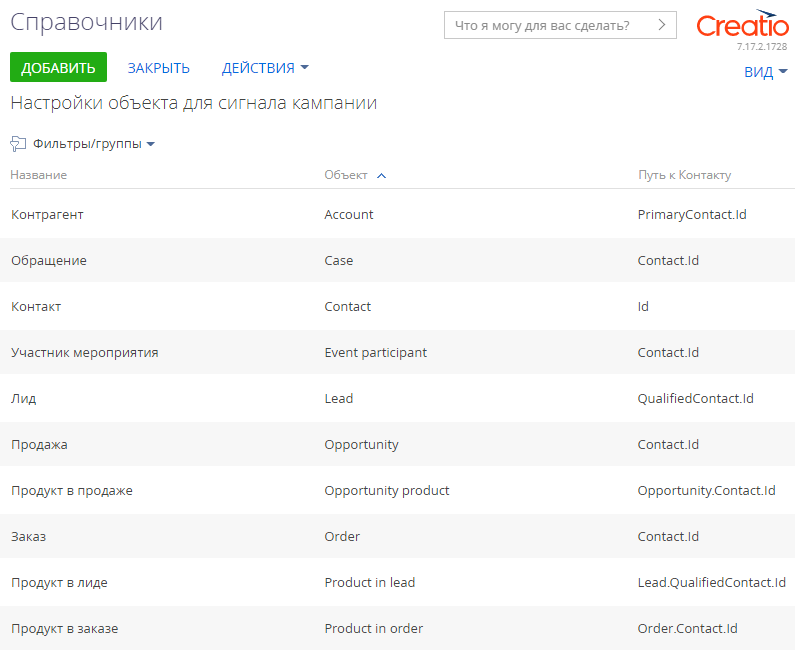 Справочники
Что я могу для вас сделать?
Creatio
7.17.2.1728
ДОБАВИТЬ ЗАКРЫТЬ ДЕЙСТВИЯ
ВИД
Настройки объекта для сигнала кампании
Фильтры/группы
Название Объект Путь к Контакту
Контрагент Account PrimaryContact.Id
Обращение Case Contact.Id
Контакт Contact Id
Участник мероприятия Event participant Contact.Id
Лид Lead QualifiedContact.Id
Продажа Opportunity Contact.Id
Продукт в продаже Opportunity product Opportunity.Contact.Id
Заказ Order Contact.Id
Продукт в лиде Product in lead Lead.QualifiedContact.Id
Продукт в заказе Product in order Order.Contact.Id